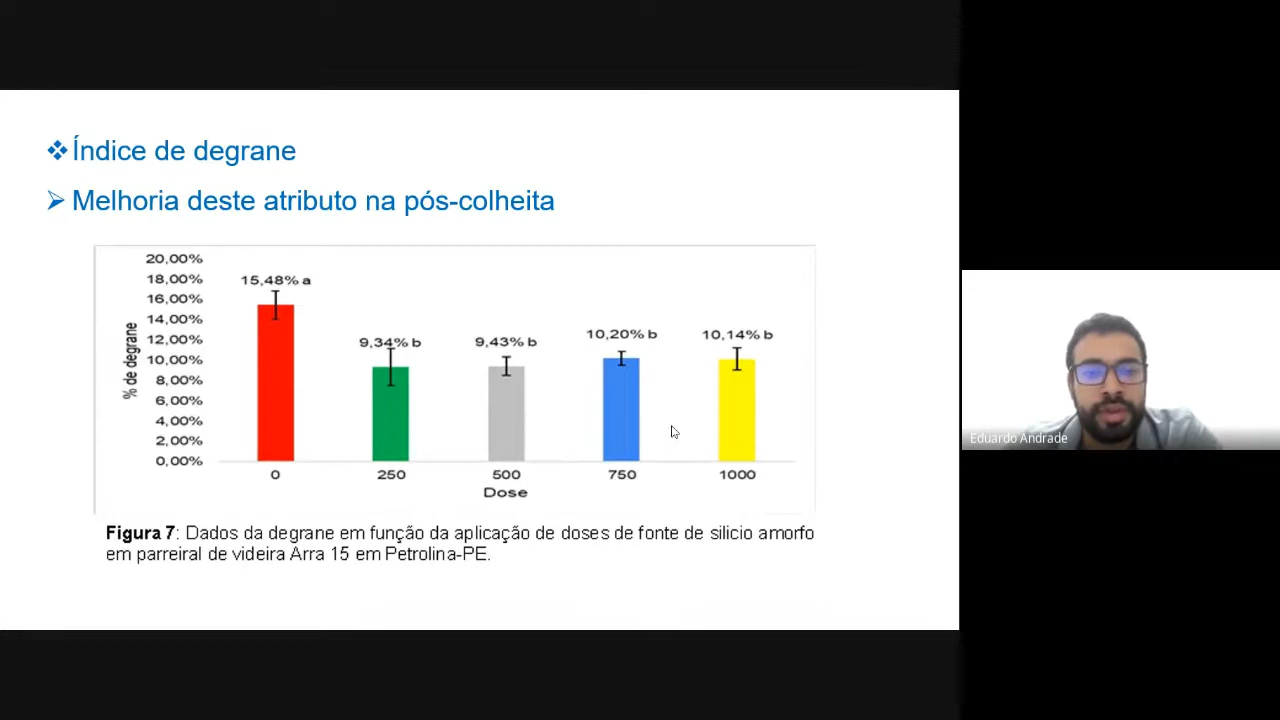 ❖Índice de degrane
➢ Melhoria deste atributo na pós-colheita
% de degrane
20,00%
18,00%
16,00%
14,00%
12,00%
10,00%
8,00%
6,00%
4,00%
2,00%
0,00%
15,48% a
9,34% b
9,43% b
10,20% b
10,14% b
0
250
500
750
1000
Dose
Figura 7: Dados da degrane em função da aplicação de doses de fonte de silicio amorfo
em parreiral de videira Arra 15 em Petrolina-PE.
Eduardo Andrade